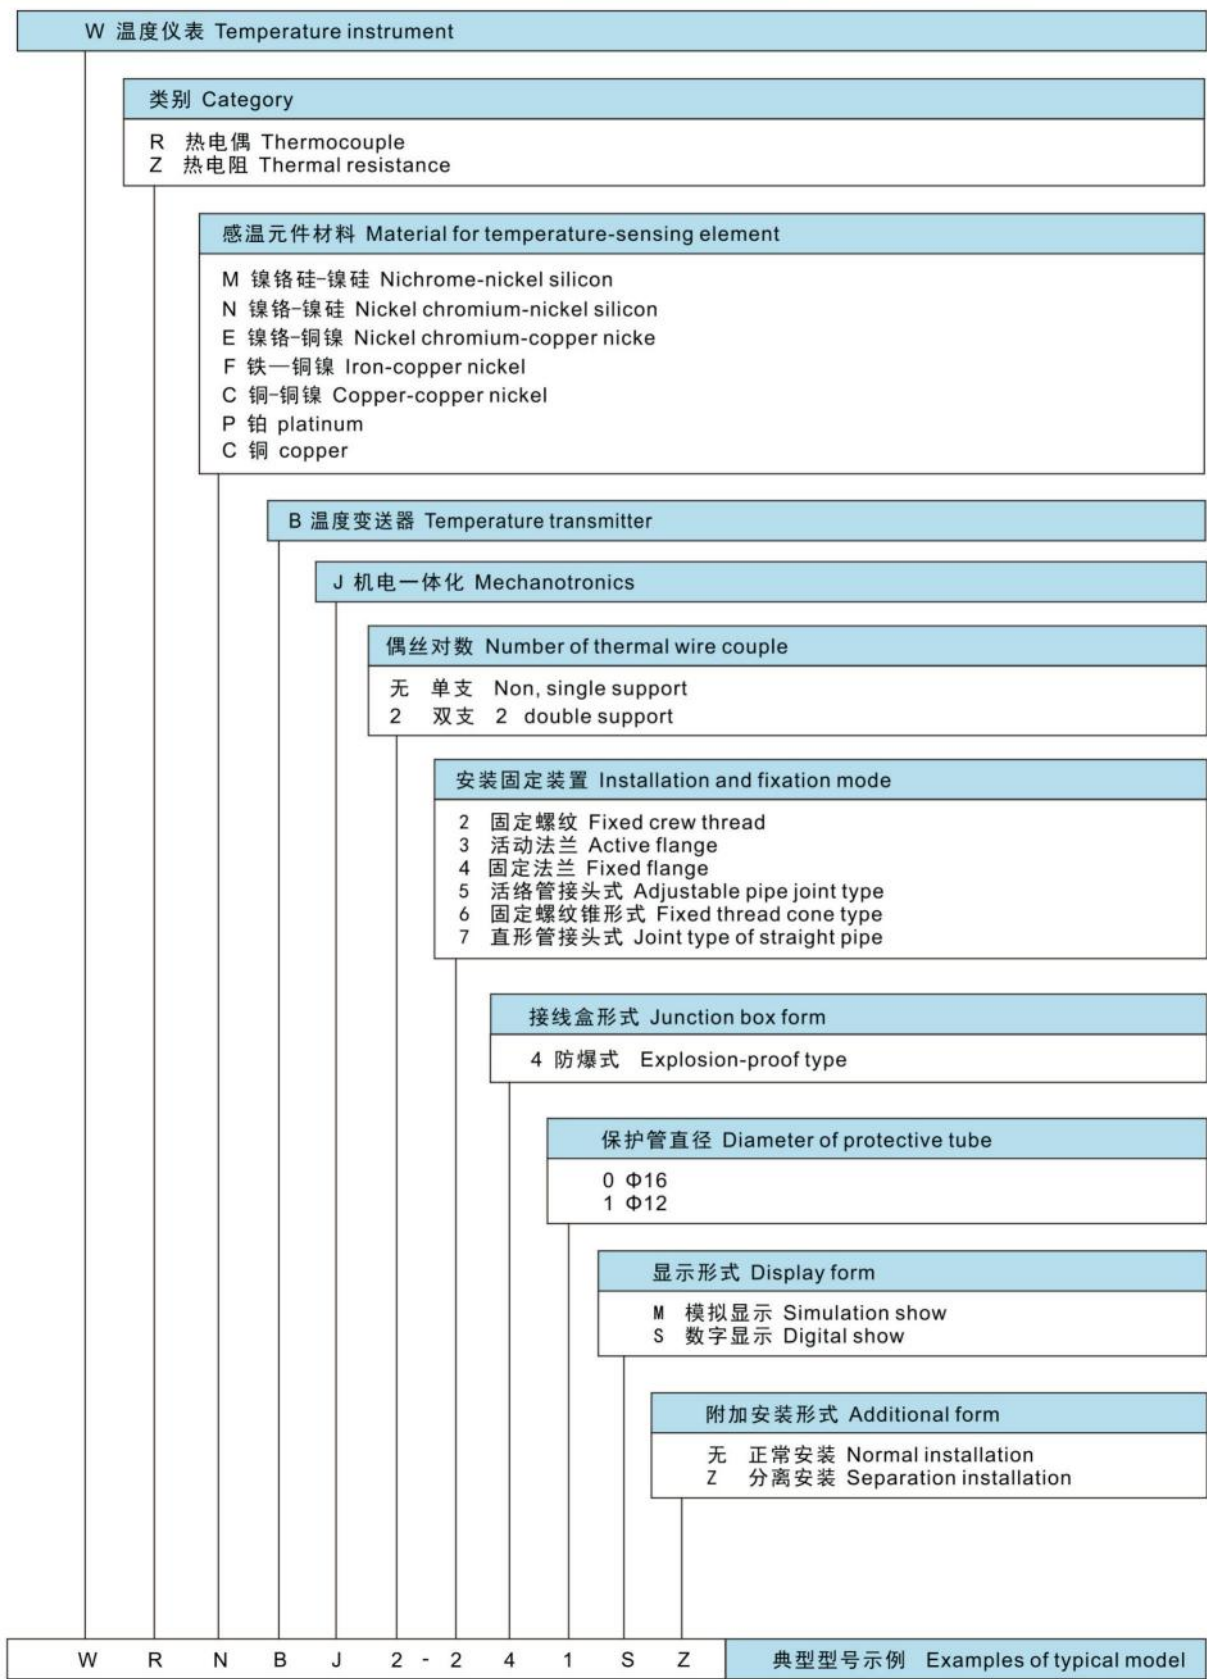 W 温度仪表 Temperature instrument
类别 Category
R 热电偶 Thermocouple
Z 热电阻 Thermal resistance
感温元件材料 Material for temperature-sensing element
M 镍铬硅-镍硅 Nichrome-nickel silicon
N 镍铬-镍硅 Nickel chromium-nickel silicon
E 镍铬-铜镍 Nickel chromium-copper nicke
F 铁—铜镍 Iron-copper nickel
C 铜-铜镍 Copper-copper nickel
P 铂 platinum
C 铜 copper
B 温度变送器 Temperature transmitter
J 机电一体化 Mechanotronics
偶丝对数 Number of thermal wire couple
无 单支 Non, single support
2 双支 2 double support
安装固定装置 Installation and fixation mode
2 固定螺纹 Fixed crew thread
3 活动法兰 Active flange
4 固定法兰 Fixed flange
5 活络管接头式 Adjustable pipe joint type
6 固定螺纹锥形式 Fixed thread cone type
7 直形管接头式 Joint type of straight pipe
接线盒形式 Junction box form
4 防爆式 Explosion-proof type
保护管直径 Diameter of protective tube
0 Φ16
1 Φ12
显示形式 Display form
M 模拟显示 Simulation show
S 数字显示 Digital show
附加安装形式 Additional form
无 正常安装 Normal installation
Z 分离安装 Separation installation
W R N B J 2 - 2 4 1 S Z 典型型号示例 Examples of typical model